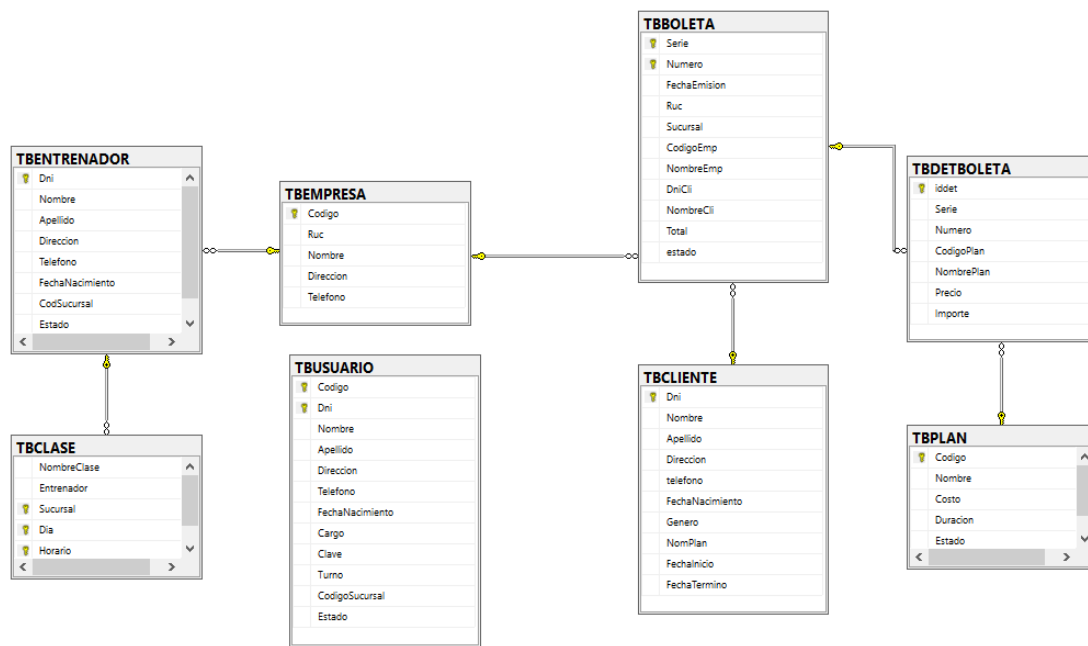 TBBOLETA
Serie
Numero
FechaEmision
Ruc
Sucursal
CodigoEmp
NombreEmp
DniCli
NombreCli
Total
estado
TBENTRENADOR
Dni
Nombre
Apellido
Direccion
Telefono
FechaNacimiento
CodSucursal
Estado
TBEMPRESA
Codigo
Ruc
Nombre
Direccion
Telefono
TBDETBOLETA
iddet
Serie
Numero
CodigoPlan
NombrePlan
Precio
Importe
TBUSUARIO
Codigo
Dni
Nombre
Apellido
Direccion
Telefono
FechaNacimiento
Cargo
Clave
Turno
CodigoSucursal
Estado
TBCLIENTE
Dni
Nombre
Apellido
Direccion
telefono
FechaNacimiento
Genero
NomPlan
FechaInicio
FechaTermino
TBCLASE
NombreClase
Entrenador
Sucursal
Dia
Horario
TBPLAN
Codigo
Nombre
Costo
Duracion
Estado